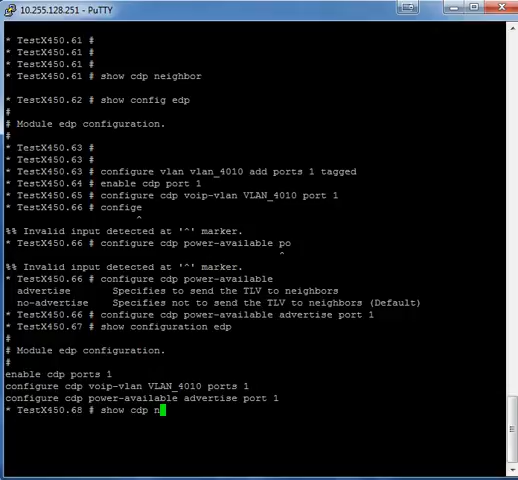 10.255.128.251 - PuTTY
* TestX450.61 #
* TestX450.61 #
* TestX450.61 #
* TestX450.61 # show cdp neighbor
* TestX450.62 # show config edp
#
# Module edp configuration.
#
* TestX450.63 #
* TestX450.63 #
* TestX450.63 # configure vlan vlan_4010 add ports 1 tagged
* TestX450.64 # enable cdp port 1
* TestX450.65 # configure cdp voip-vlan VLAN_4010 port 1
* TestX450.66 # confige
^
%% Invalid input detected at '^' marker.
* TestX450.66 # configure cdp power-available po
^
%% Invalid input detected at '^' marker.
* TestX450.66 # configure cdp power-available
advertise Specifies to send the TLV to neighbors
no-advertise Specifies not to send the TLV to neighbors (Default)
* TestX450.66 # configure cdp power-available advertise port 1
* TestX450.67 # show configuration edp
#
# Module edp configuration.
#
enable cdp ports 1
configure cdp voip-vlan VLAN_4010 ports 1
configure cdp power-available advertise port 1
* TestX450.68 # show cdp n